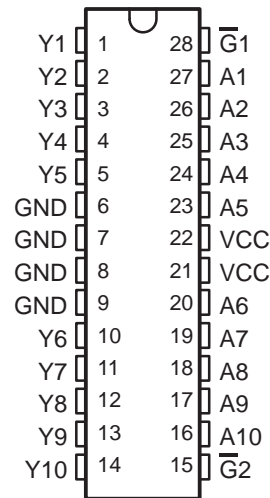 Y1 1 28 G̅1
Y2 2 27 A1
Y3 3 26 A2
Y4 4 25 A3
Y5 5 24 A4
GND 6 23 A5
GND 7 22 VCC
GND 8 21 VCC
GND 9 20 A6
Y6 10 19 A7
Y7 11 18 A8
Y8 12 17 A9
Y9 13 16 A10
Y10 14 15 G̅2